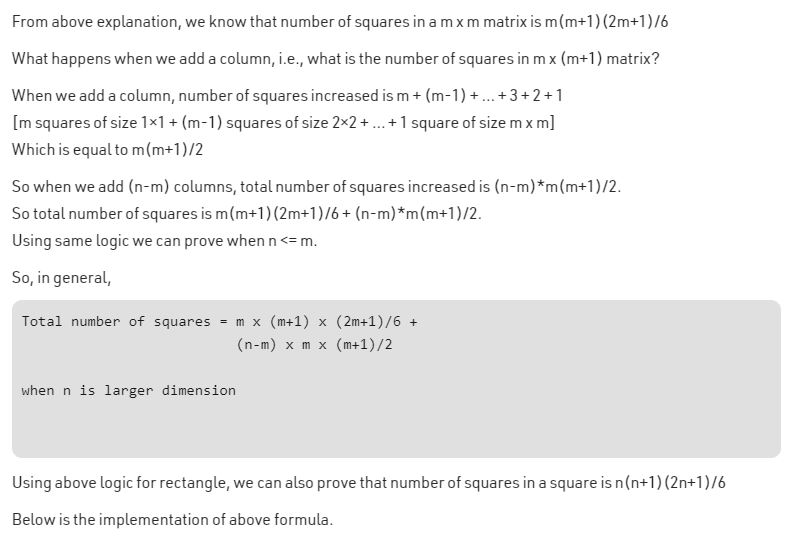 From above explanation, we know that number of squares in a m x m matrix is m(m+1)(2m+1)/6
What happens when we add a column, i.e., what is the number of squares in m x (m+1) matrix?
When we add a column, number of squares increased is m + (m-1) + ... + 3 + 2 + 1
[m squares of size 1×1 + (m-1) squares of size 2×2 + ... + 1 square of size m x m]
Which is equal to m(m+1)/2
So when we add (n-m) columns, total number of squares increased is (n-m)*m(m+1)/2.
So total number of squares is m(m+1)(2m+1)/6 + (n-m)*m(m+1)/2.
Using same logic we can prove when n <= m.
So, in general,
Total number of squares = m x (m+1) x (2m+1)/6 +
(n-m) x m x (m+1)/2
when n is larger dimension
Using above logic for rectangle, we can also prove that number of squares in a square is n(n+1)(2n+1)/6
Below is the implementation of above formula.